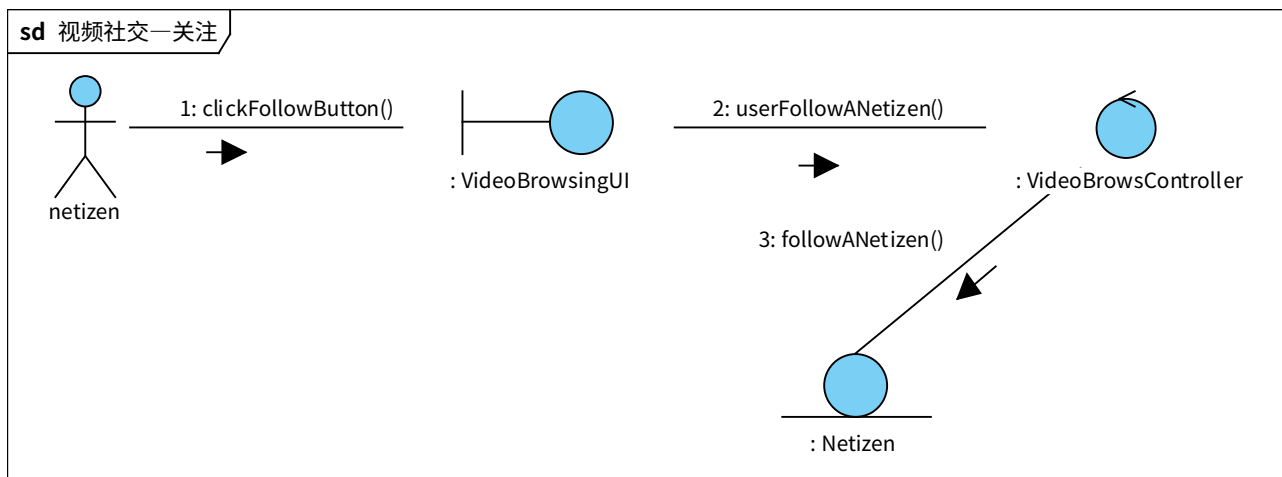 sd 视频社交—关注
1: clickFollowButton()
2: userFollowANetizen()
: VideoBrowsingUI
: VideoBrowsController
netizen
3: followANetizen()
: Netizen